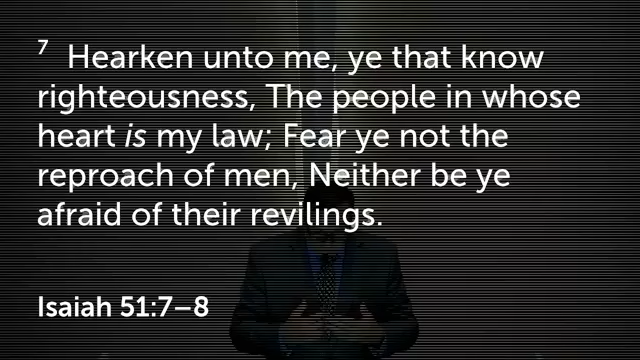 7 Hearken unto me, ye that know
righteousness, The people in whose
heart is my law; Fear ye not the
reproach of men, Neither be ye
afraid of their revilings.
Isaiah 51:7–8